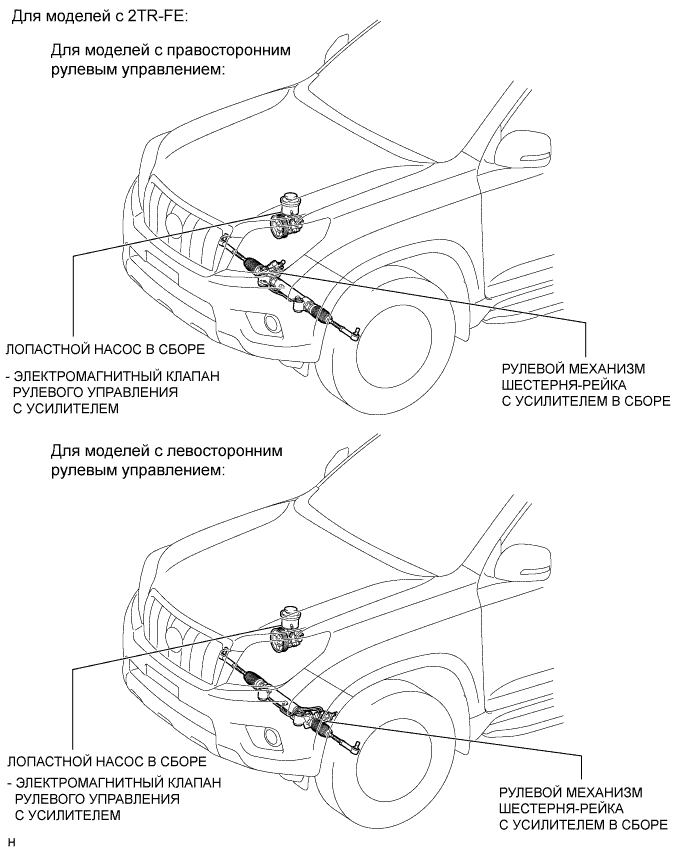 Для моделей с 2TR-FE:
Для моделей с правосторонним
рулевым управлением:
ЛОПАСТНОЙ НАСОС В СБОРЕ
- ЭЛЕКТРОМАГНИТНЫЙ КЛАПАН
РУЛЕВОГО УПРАВЛЕНИЯ
С УСИЛИТЕЛЕМ
РУЛЕВОЙ МЕХАНИЗМ
ШЕСТЕРНЯ-РЕЙКА
С УСИЛИТЕЛЕМ В СБОРЕ
Для моделей с левосторонним
рулевым управлением:
ЛОПАСТНОЙ НАСОС В СБОРЕ
- ЭЛЕКТРОМАГНИТНЫЙ КЛАПАН
РУЛЕВОГО УПРАВЛЕНИЯ
С УСИЛИТЕЛЕМ
РУЛЕВОЙ МЕХАНИЗМ
ШЕСТЕРНЯ-РЕЙКА
С УСИЛИТЕЛЕМ В СБОРЕ
H